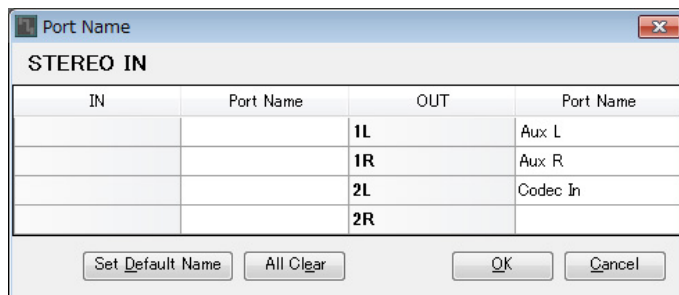 Port Name
STEREO IN
IN Port Name OUT Port Name
1L Aux L
1R Aux R
2L Codec In
2R
Set Default Name All Clear OK Cancel